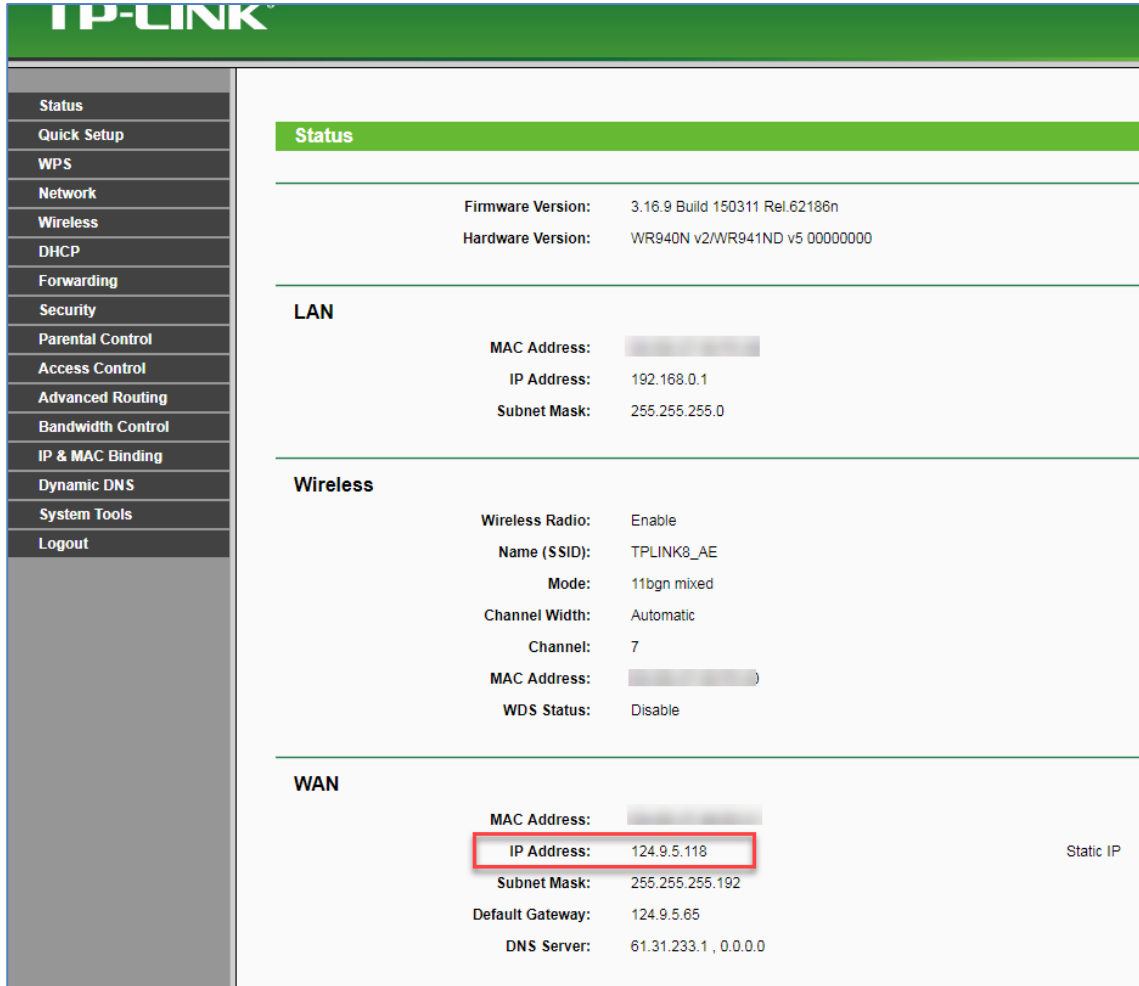 TP-LINK®
Status
Quick Setup
WPS
Network
Wireless
DHCP
Forwarding
Security
Parental Control
Access Control
Advanced Routing
Bandwidth Control
IP & MAC Binding
Dynamic DNS
System Tools
Logout
Status
Firmware Version: 3.16.9 Build 150311 Rel.62186n
Hardware Version: WR940N v2/WR941ND v5 00000000
LAN
MAC Address:
IP Address: 192.168.0.1
Subnet Mask: 255.255.255.0
Wireless
Wireless Radio: Enable
Name (SSID): TPLINK8_AE
Mode: 11bgn mixed
Channel Width: Automatic
Channel: 7
MAC Address:
WDS Status: Disable
WAN
MAC Address:
IP Address: 124.9.5.118 Static IP
Subnet Mask: 255.255.255.192
Default Gateway: 124.9.5.65
DNS Server: 61.31.233.1 , 0.0.0.0